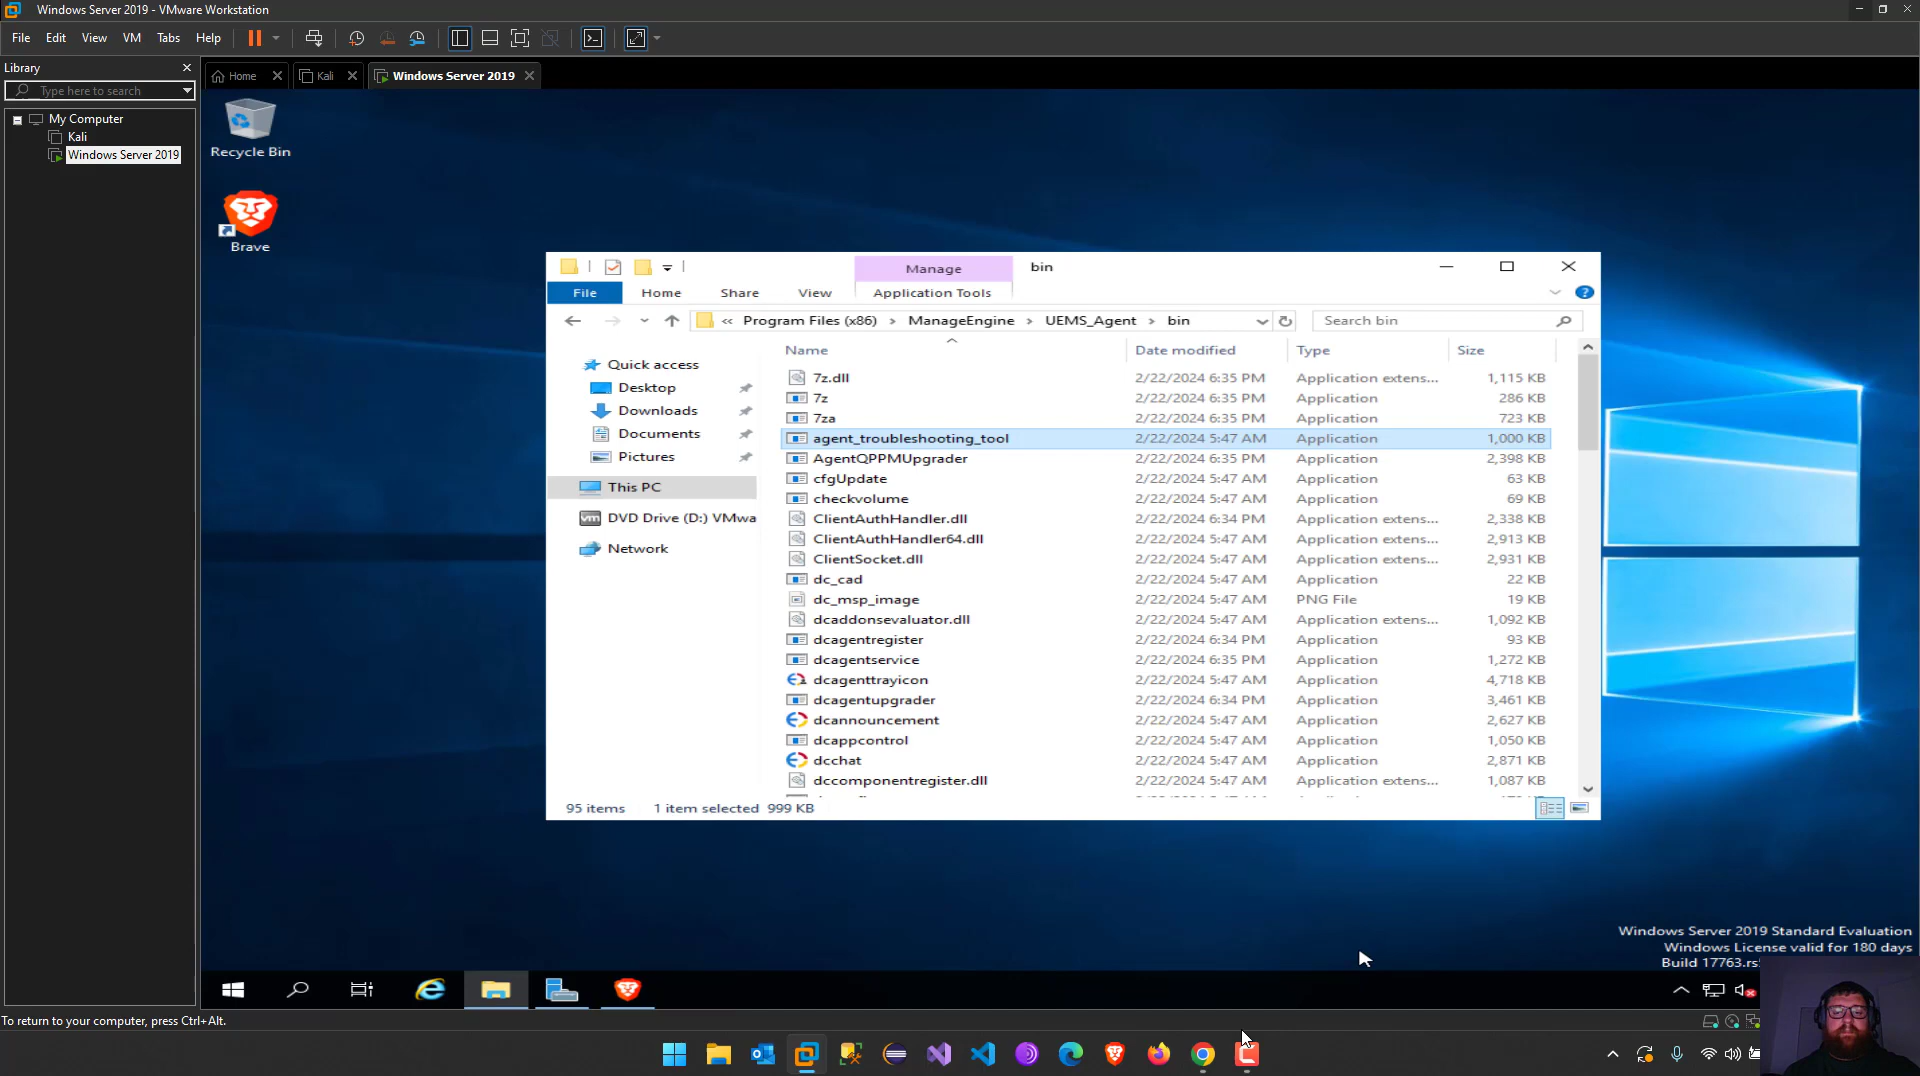 Windows Server 2019 - VMware Workstation
File Edit View VM Tabs Help
Library
Type here to search
Home Kali Windows Server 2019
My Computer
Kali
Windows Server 2019
Recycle Bin
Brave
Manage bin
File Home Share View Application Tools
« Program Files (x86) › ManageEngine › UEMS_Agent › bin
Search bin
Quick access
Desktop
Downloads
Documents
Pictures
This PC
vm DVD Drive (D:) VMwa
Network
Name Date modified Type Size
7z.dll 2/22/2024 6:35 PM Application extens... 1,115 KB
7z 2/22/2024 6:35 PM Application 286 KB
7za 2/22/2024 6:35 PM Application 723 KB
agent_troubleshooting_tool 2/22/2024 5:47 AM Application 1,000 KB
AgentQPPMUpgrader 2/22/2024 6:35 PM Application 2,398 KB
cfgUpdate 2/22/2024 5:47 AM Application 63 KB
checkvolume 2/22/2024 5:47 AM Application 69 KB
ClientAuthHandler.dll 2/22/2024 6:34 PM Application extens... 2,338 KB
ClientAuthHandler64.dll 2/22/2024 5:47 AM Application extens... 2,913 KB
ClientSocket.dll 2/22/2024 5:47 AM Application extens... 2,931 KB
dc_cad 2/22/2024 5:47 AM Application 22 KB
dc_msp_image 2/22/2024 5:47 AM PNG File 19 KB
dcaddonsevaluator.dll 2/22/2024 5:47 AM Application extens... 1,092 KB
dcagentregister 2/22/2024 6:34 PM Application 93 KB
dcagentservice 2/22/2024 6:35 PM Application 1,272 KB
dcagenttrayicon 2/22/2024 5:47 AM Application 4,718 KB
dcagentupgrader 2/22/2024 6:34 PM Application 3,461 KB
dcannouncement 2/22/2024 5:47 AM Application 2,627 KB
dcappcontrol 2/22/2024 5:47 AM Application 1,050 KB
dcchat 2/22/2024 5:47 AM Application 2,871 KB
dccomponentregister.dll 2/22/2024 5:47 AM Application extens... 1,087 KB
95 items 1 item selected 999 KB
Windows Server 2019 Standard Evaluation
Windows License valid for 180 days
Build 17763.rs
To return to your computer, press Ctrl+Alt.